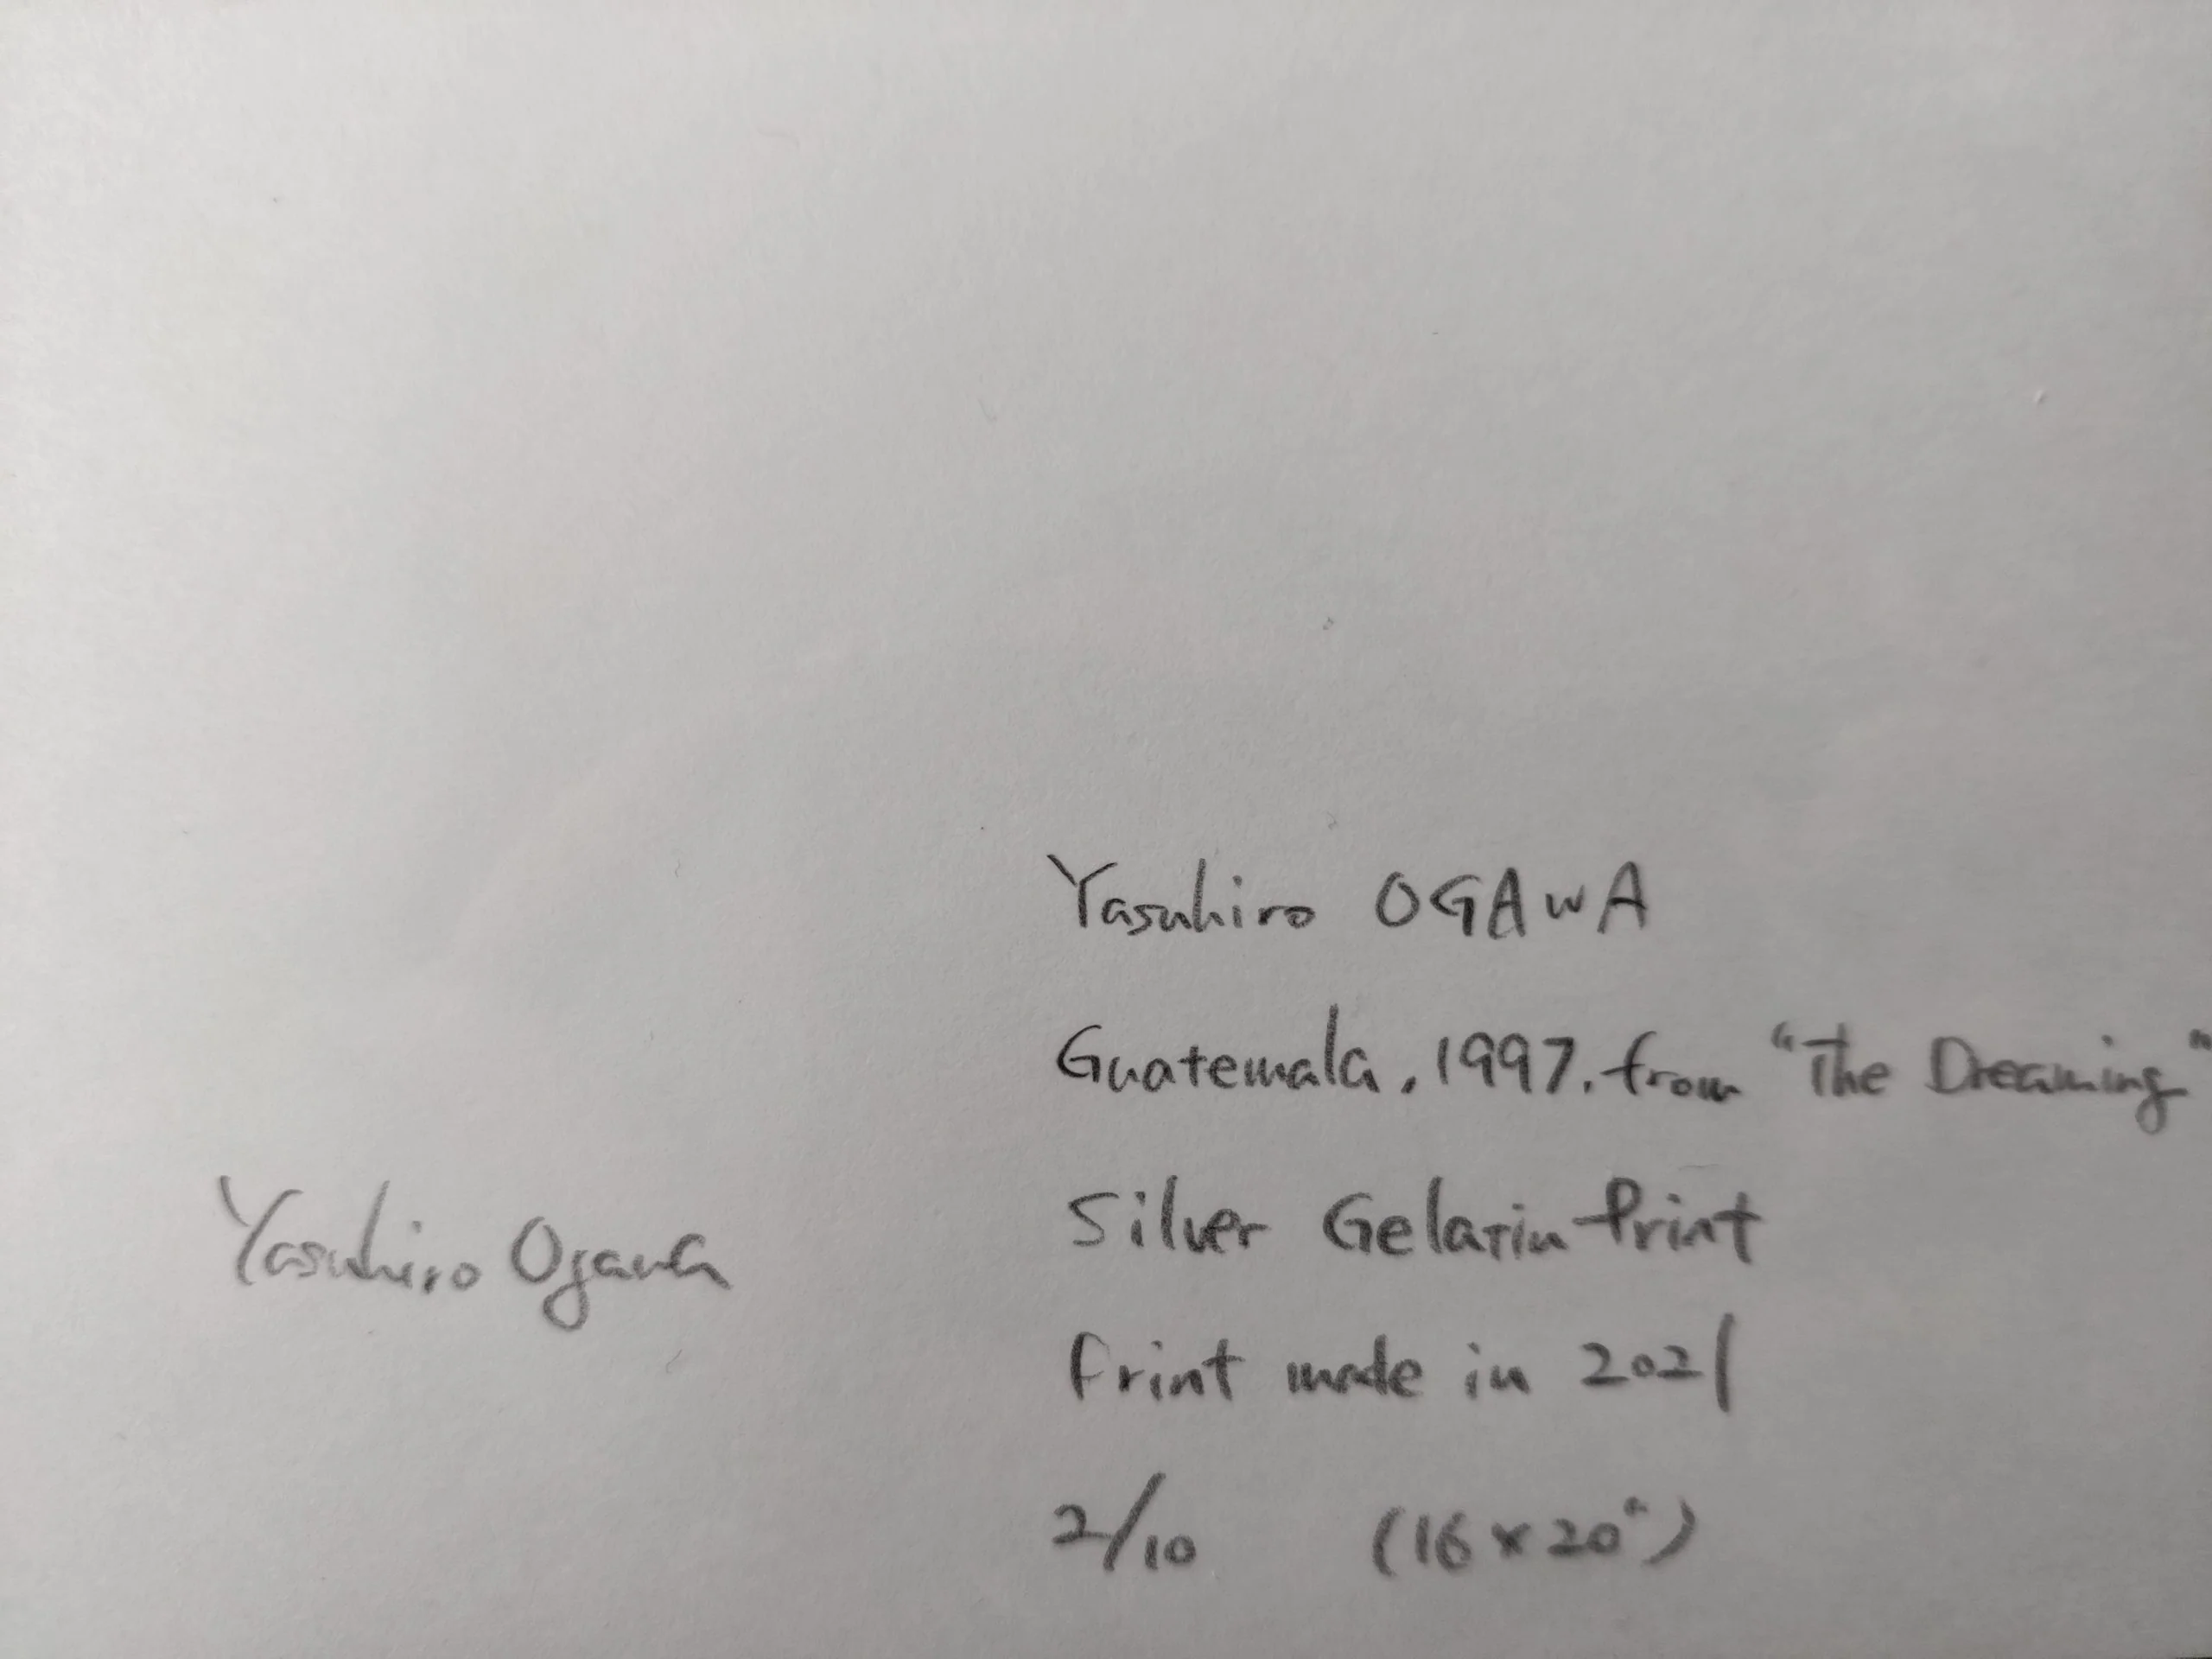 Yasuhiro OGAWA
Guatemala, 1997, from "The Dreaming"
Yasuhiro Ogawa
Silver Gelatin Print
Print made in 2021
2/10 (16 x 20")